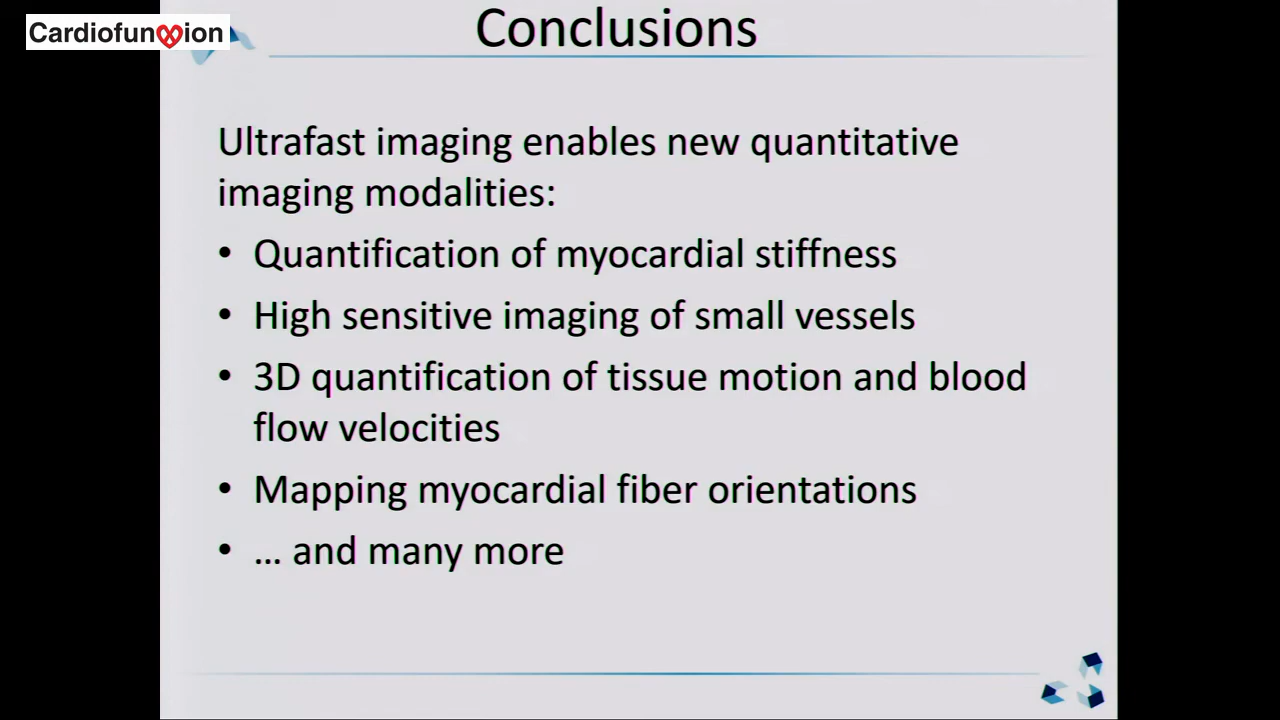 Cardiofunxion
Conclusions
Ultrafast imaging enables new quantitative
imaging modalities:
• Quantification of myocardial stiffness
• High sensitive imaging of small vessels
• 3D quantification of tissue motion and blood
flow velocities
• Mapping myocardial fiber orientations
• … and many more